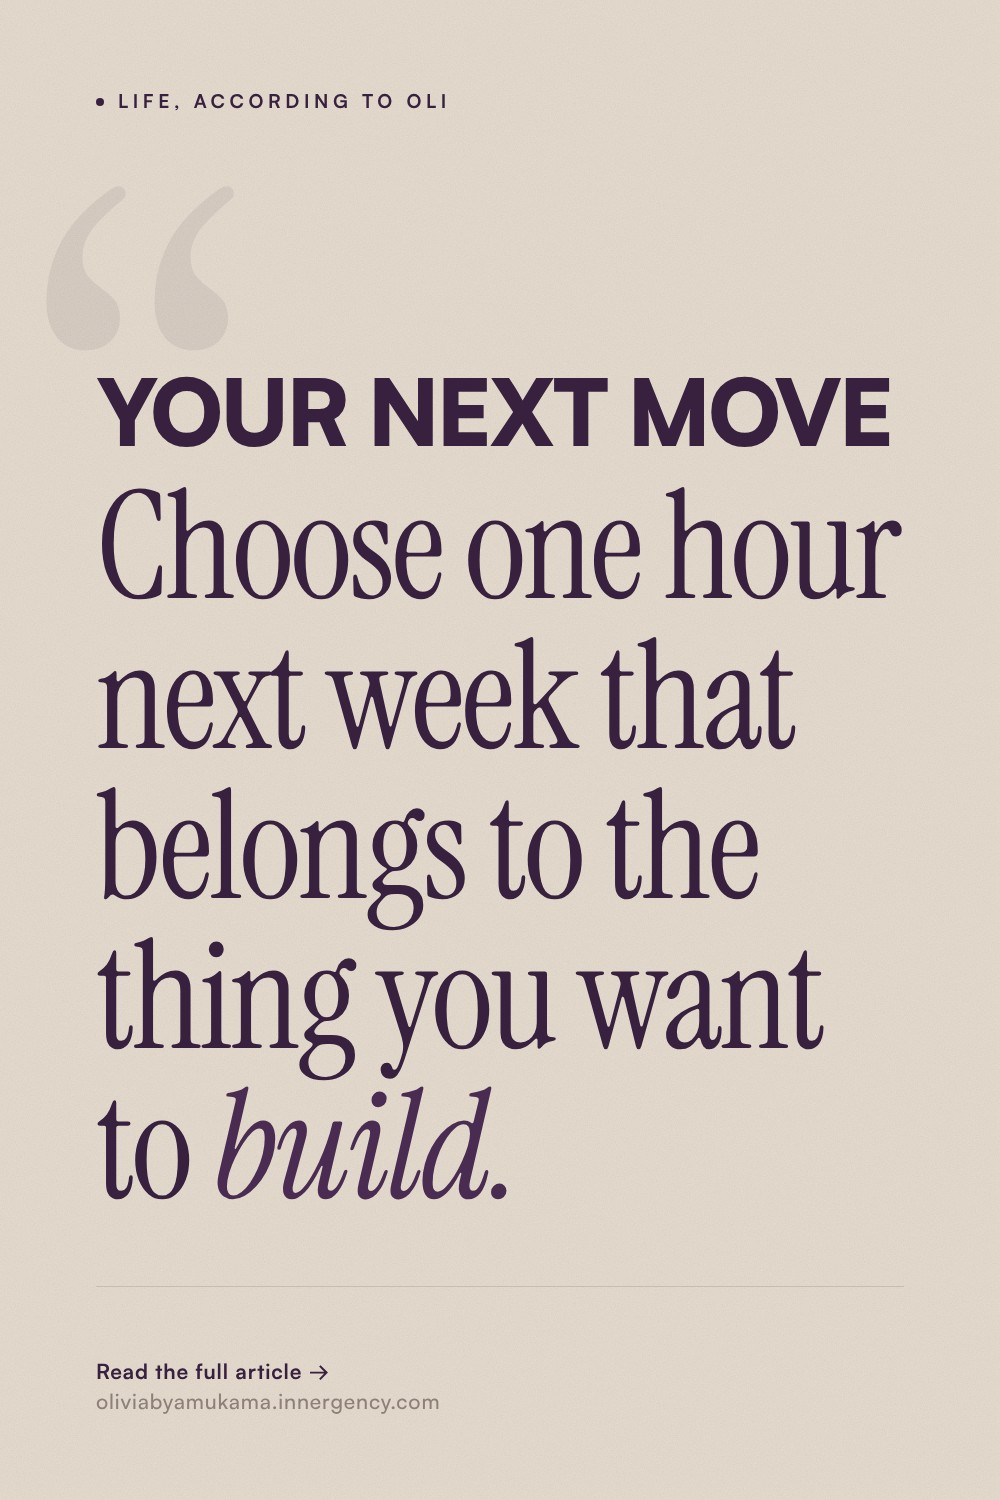 • LIFE, ACCORDING TO OLI
“
YOUR NEXT MOVE
Choose one hour
next week that
belongs to the
thing you want
to build.
Read the full article →
oliviabyamukama.innergency.com